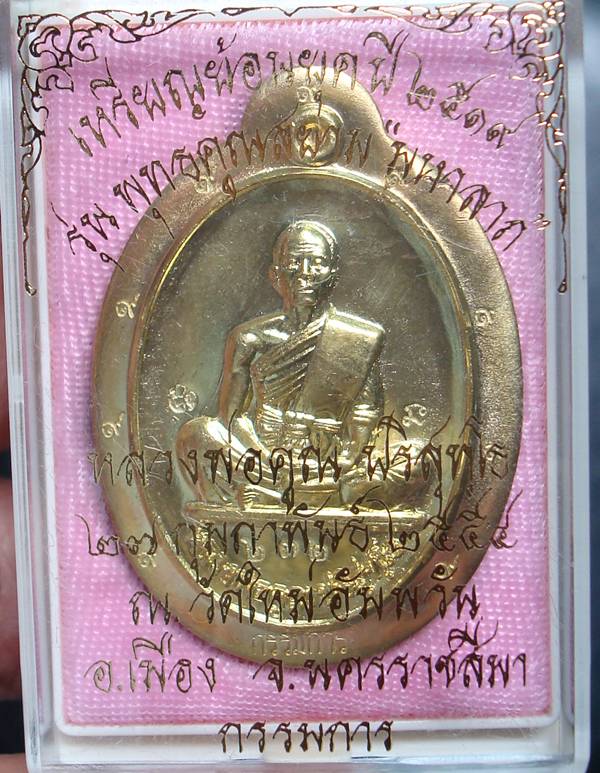 เหรียญย้อนยุคปี ๒๕๑๙
รุ่น พุทธคูณสยาม "มหาลาภ"
หลวงพ่อคูณ ปริสุทโธ
๒๗ กุมภาพันธ์ ๒๕๕๕
ณ.วัดใหม่อัมพวัน
กรรมการ
อ.เมือง จ.นครราชสีมา
กรรมการ